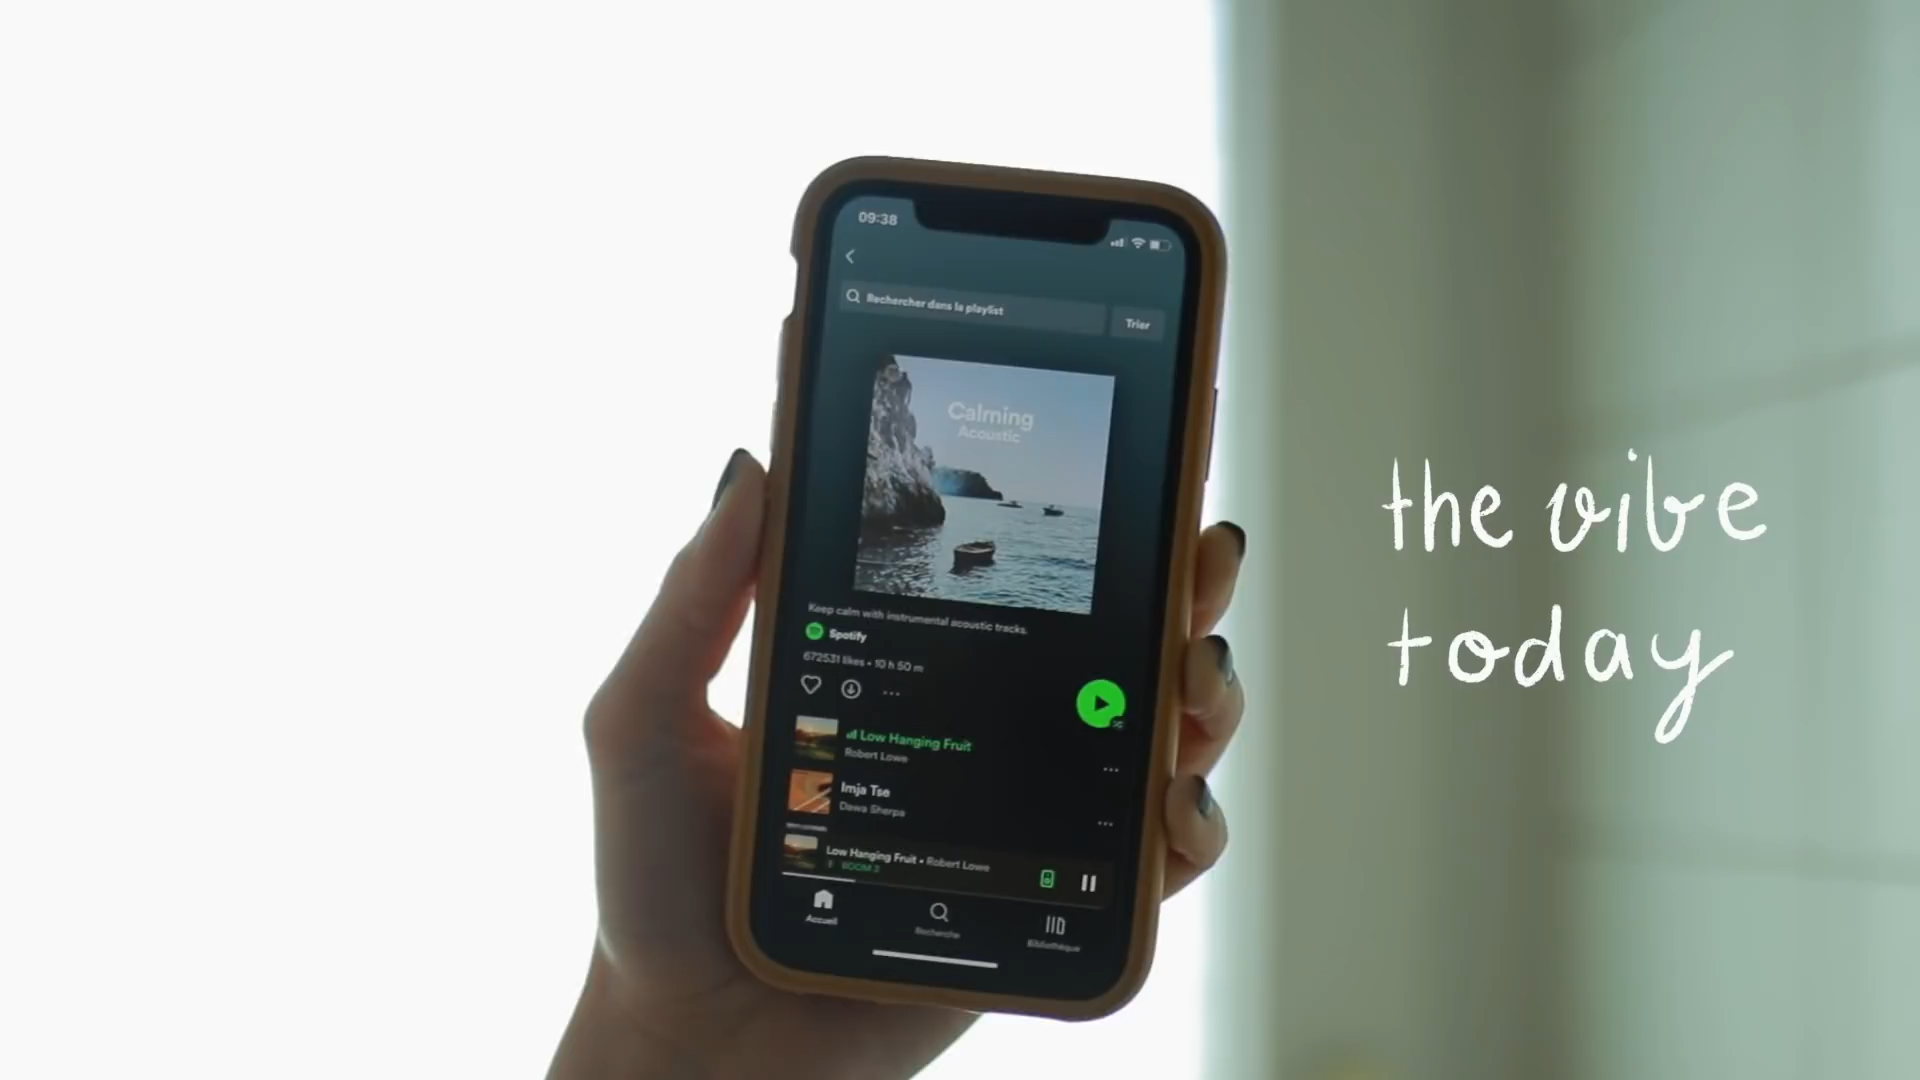 09:38
Rechercher dans la playlist
Trier
Calming
Acoustic
Keep calm with instrumental acoustic tracks.
Spotify
672531 likes • 10 h 50 m
Low Hanging Fruit
Robert Lowe
Imja Tse
Dawa Sherpa
Low Hanging Fruit • Robert Lowe
BOOM 3
Accueil
Recherche
Bibliothèque
the vibe
today